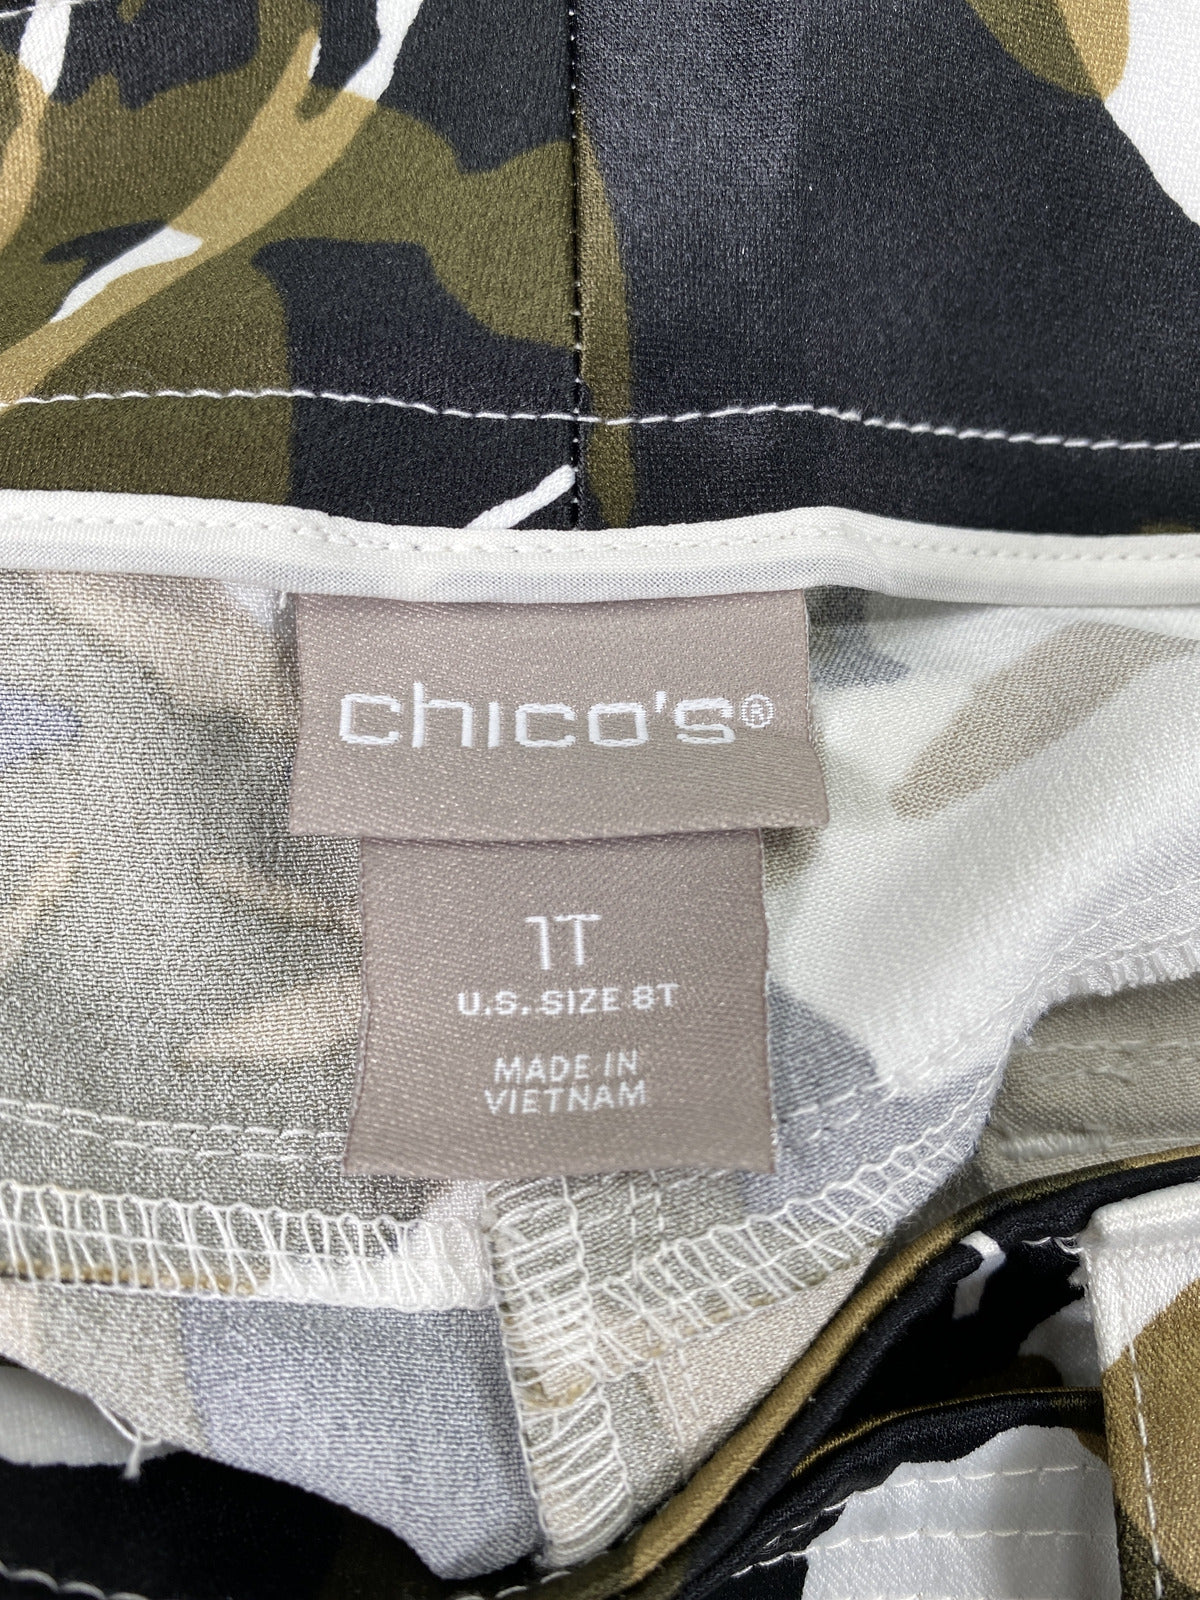 chico's®
1T
U.S. SIZE 8T
MADE IN
VIETNAM